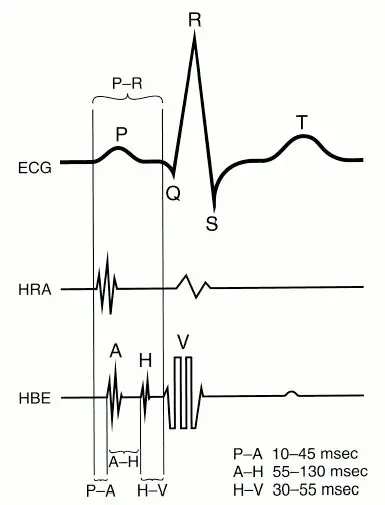 R
P–R
P
T
ECG
Q
S
HRA
A
H
V
HBE
A–H
P–A
H–V
P–A 10–45 msec
A–H 55–130 msec
H–V 30–55 msec